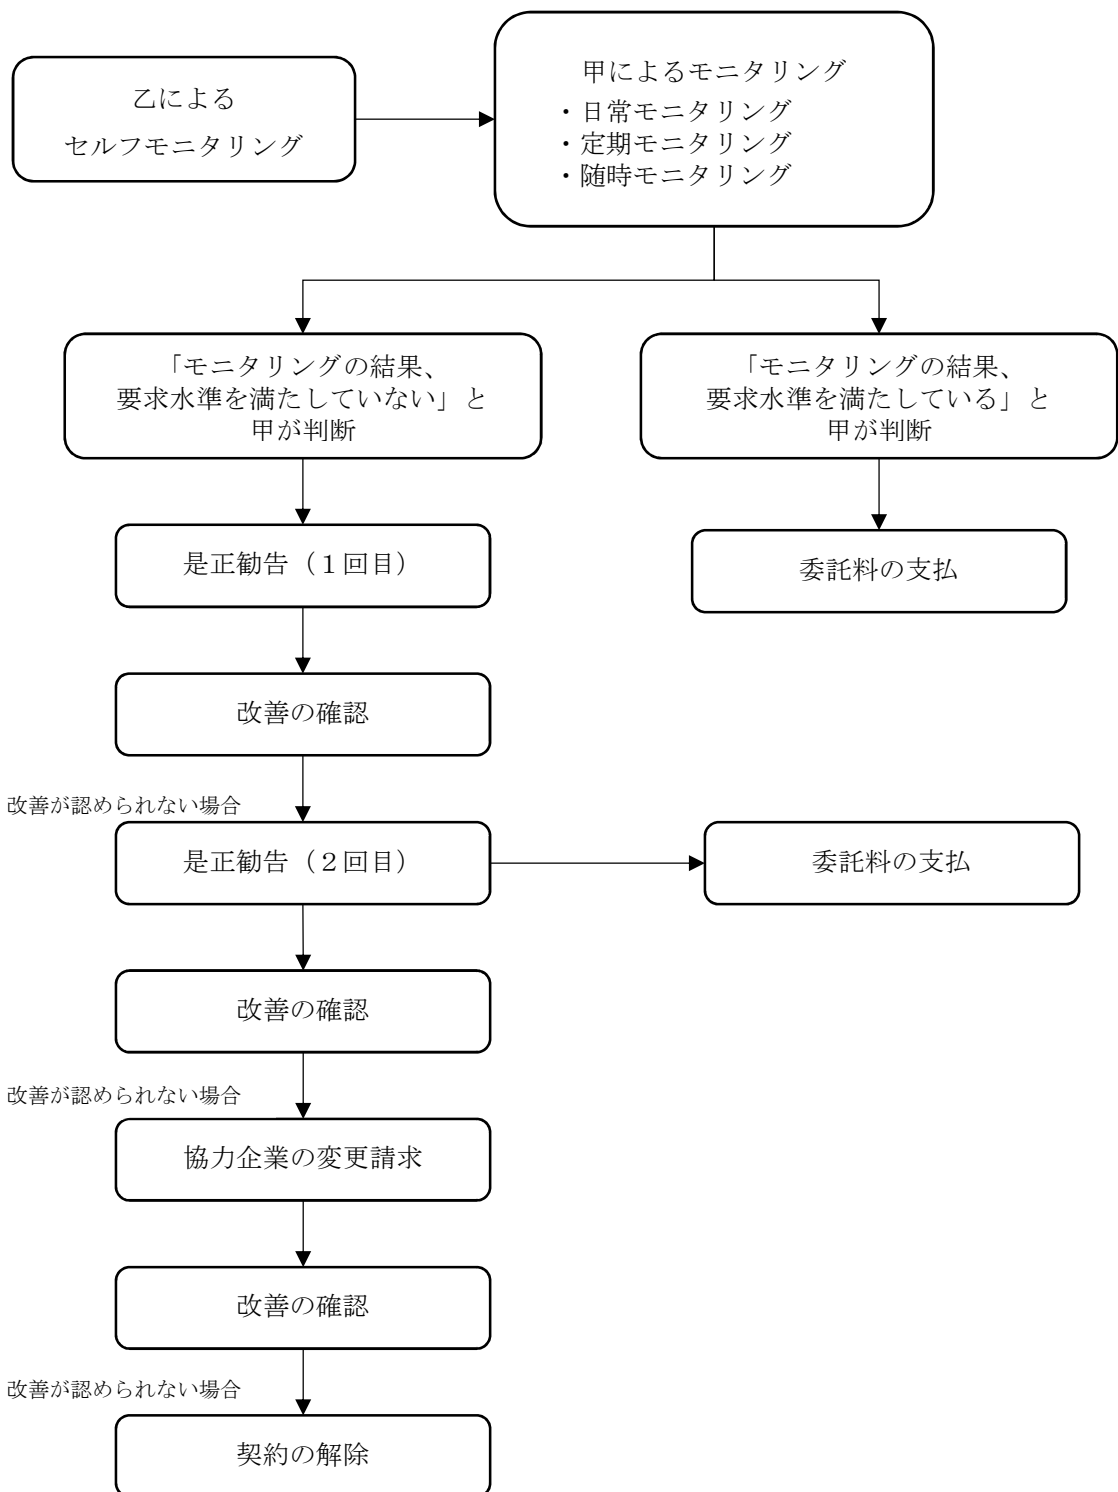 乙による
セルフモニタリング
甲によるモニタリング
・日常モニタリング
・定期モニタリング
・随時モニタリング
「モニタリングの結果、
要求水準を満たしていない」と
甲が判断
「モニタリングの結果、
要求水準を満たしている」と
甲が判断
是正勧告（１回目）
委託料の支払
改善の確認
改善が認められない場合
是正勧告（２回目）
委託料の支払
改善の確認
改善が認められない場合
協力企業の変更請求
改善の確認
改善が認められない場合
契約の解除